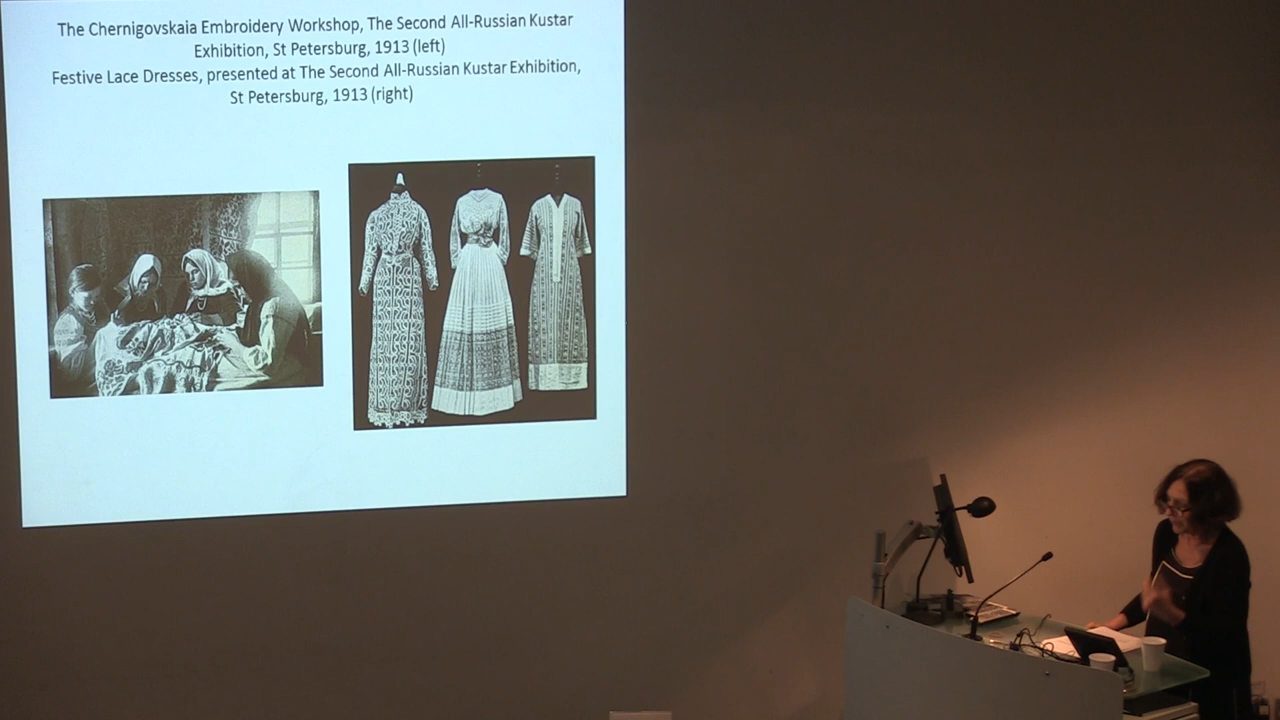 The Chernigovskaia Embroidery Workshop, The Second All-Russian Kustar
Exhibition, St Petersburg, 1913 (left)
Festive Lace Dresses, presented at The Second All-Russian Kustar Exhibition,
St Petersburg, 1913 (right)